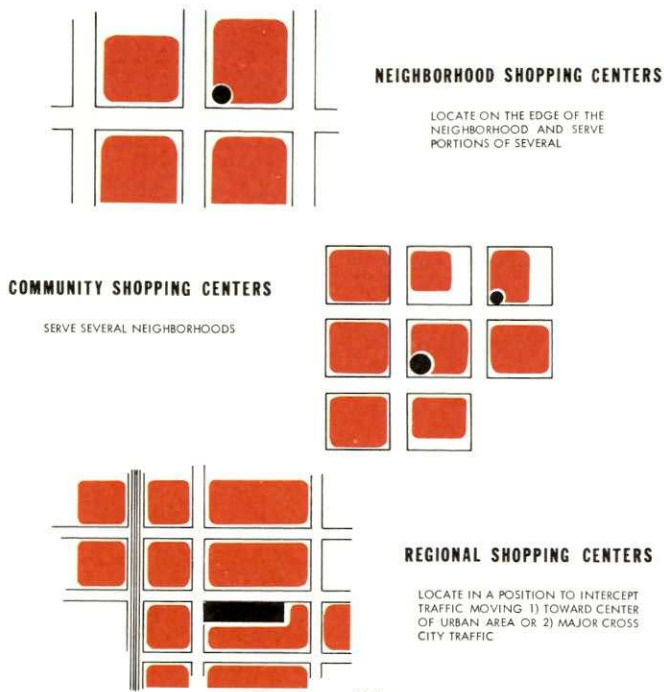 NEIGHBORHOOD SHOPPING CENTERS
LOCATE ON THE EDGE OF THE
NEIGHBORHOOD AND SERVE
PORTIONS OF SEVERAL
COMMUNITY SHOPPING CENTERS
SERVE SEVERAL NEIGHBORHOODS
REGIONAL SHOPPING CENTERS
LOCATE IN A POSITION TO INTERCEPT
TRAFFIC MOVING 1) TOWARD CENTER
OF URBAN AREA OR 2) MAJOR CROSS
CITY TRAFFIC